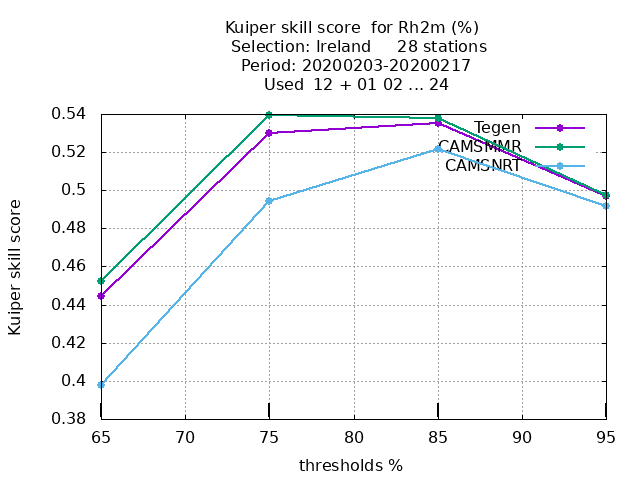 Kuiper skill score  for Rh2m (%)
Selection: Ireland     28 stations
Period: 20200203-20200217
Used  12 + 01 02 ... 24
0.54
0.52
0.5
0.48
0.46
0.44
0.42
0.4
0.38
Kuiper skill score
Tegen
CAMSMMR
CAMSNRT
65
70
75
80
85
90
95
thresholds %